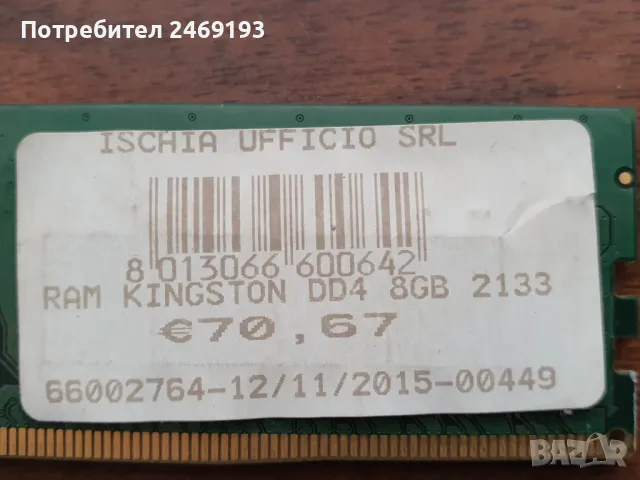 Потребител 2469193
ISCHIA UFFICIO SRL
8 013066 600642
RAM KINGSTON DD4 8GB 2133
€70,67
66002764-12/11/2015-00449
BAZAR